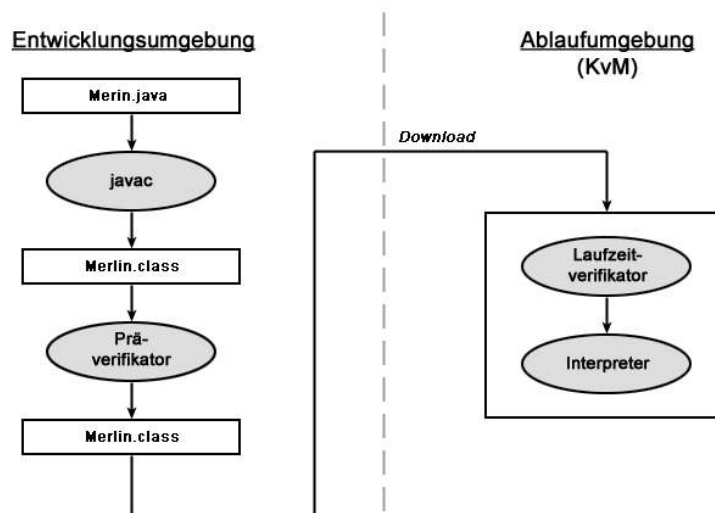 Entwicklungsumgebung
Merin.java
javac
Merlin.class
Prä-
verifikator
Merlin.class
Download
Ablaufumgebung
(KvM)
Laufzeit-
verifikator
Interpreter